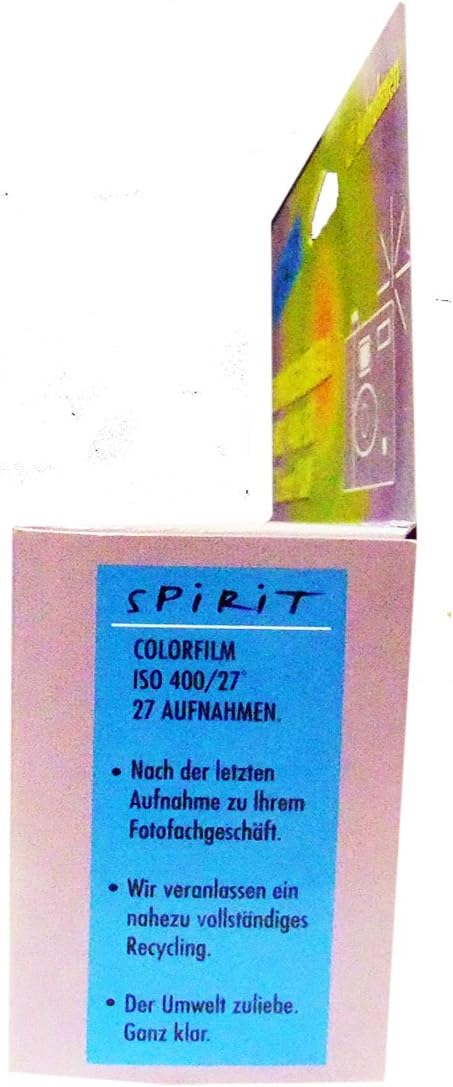 SPiRiT
COLORFILM
ISO 400/27°
27 AUFNAHMEN.
• Nach der letzten
Aufnahme zu Ihrem
Fotofachgeschäft.
• Wir veranlassen ein
nahezu vollständiges
Recycling.
• Der Umwelt zuliebe.
Ganz klar.